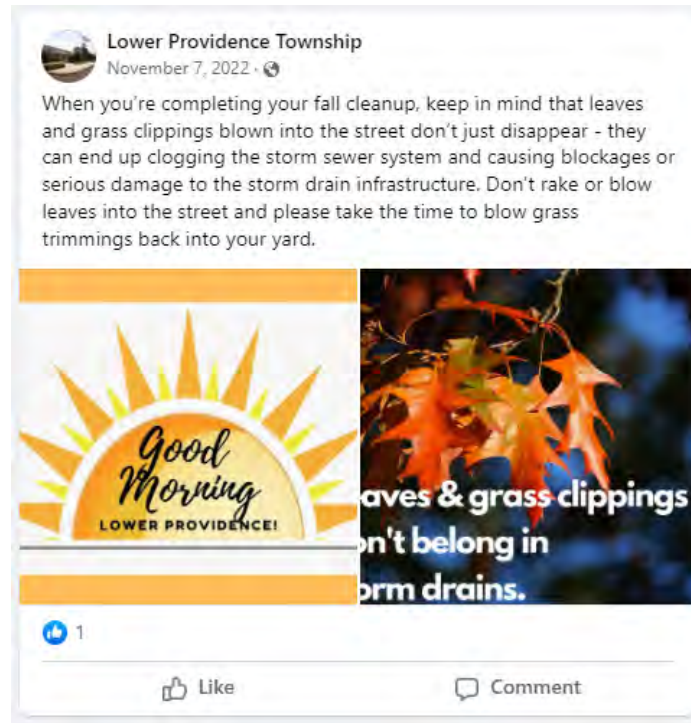 Lower Providence Township
November 7, 2022 ·
When you're completing your fall cleanup, keep in mind that leaves
and grass clippings blown into the street don't just disappear - they
can end up clogging the storm sewer system and causing blockages or
serious damage to the storm drain infrastructure. Don't rake or blow
leaves into the street and please take the time to blow grass
trimmings back into your yard.
Good
Morning
LOWER PROVIDENCE!
aves & grass clippings
n't belong in
orm drains.
1
Like
Comment